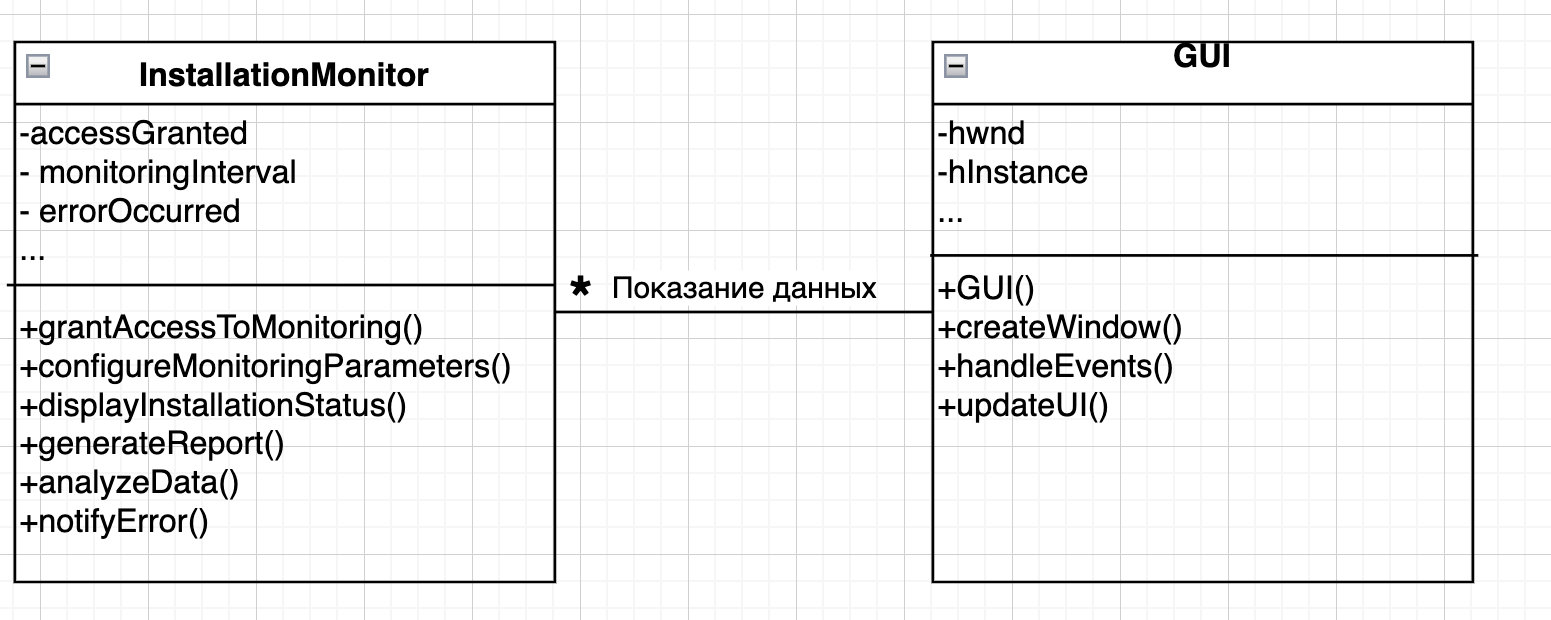 InstallationMonitor
-accessGranted
- monitoringInterval
- errorOccurred
...
+grantAccessToMonitoring()
+configureMonitoringParameters()
+displayInstallationStatus()
+generateReport()
+analyzeData()
+notifyError()
* Показание данных
GUI
-hwnd
-hInstance
...
+GUI()
+createWindow()
+handleEvents()
+updateUI()